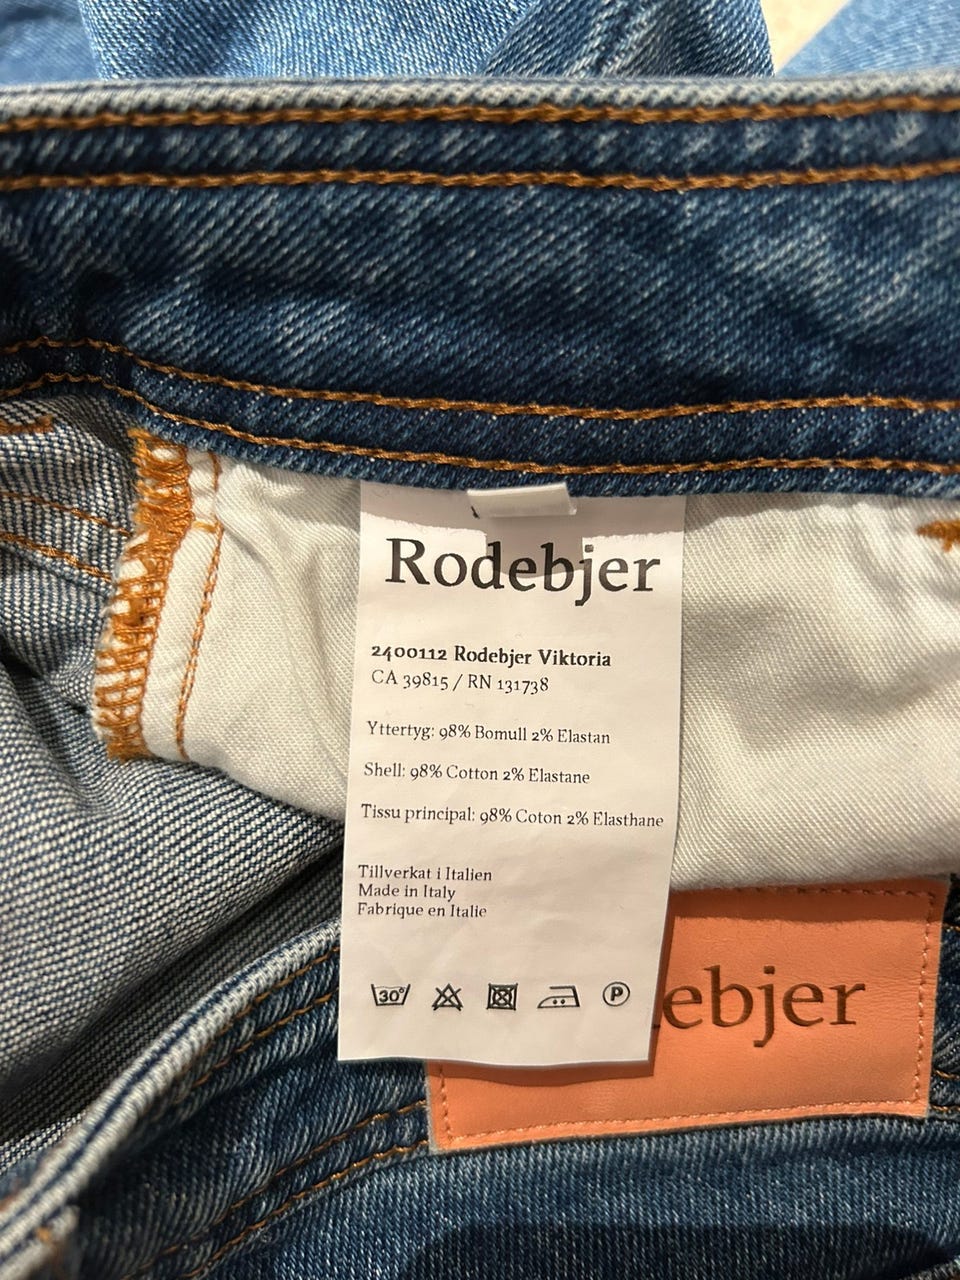 Rodebjer
2400112 Rodebjer Viktoria
CA 39815 / RN 131738
Yttertyg: 98% Bomull 2% Elastan
Shell: 98% Cotton 2% Elastane
Tissu principal: 98% Coton 2% Elasthane
Tillverkat i Italien
Made in Italy
Fabrique en Italie
30°
P
ebjer